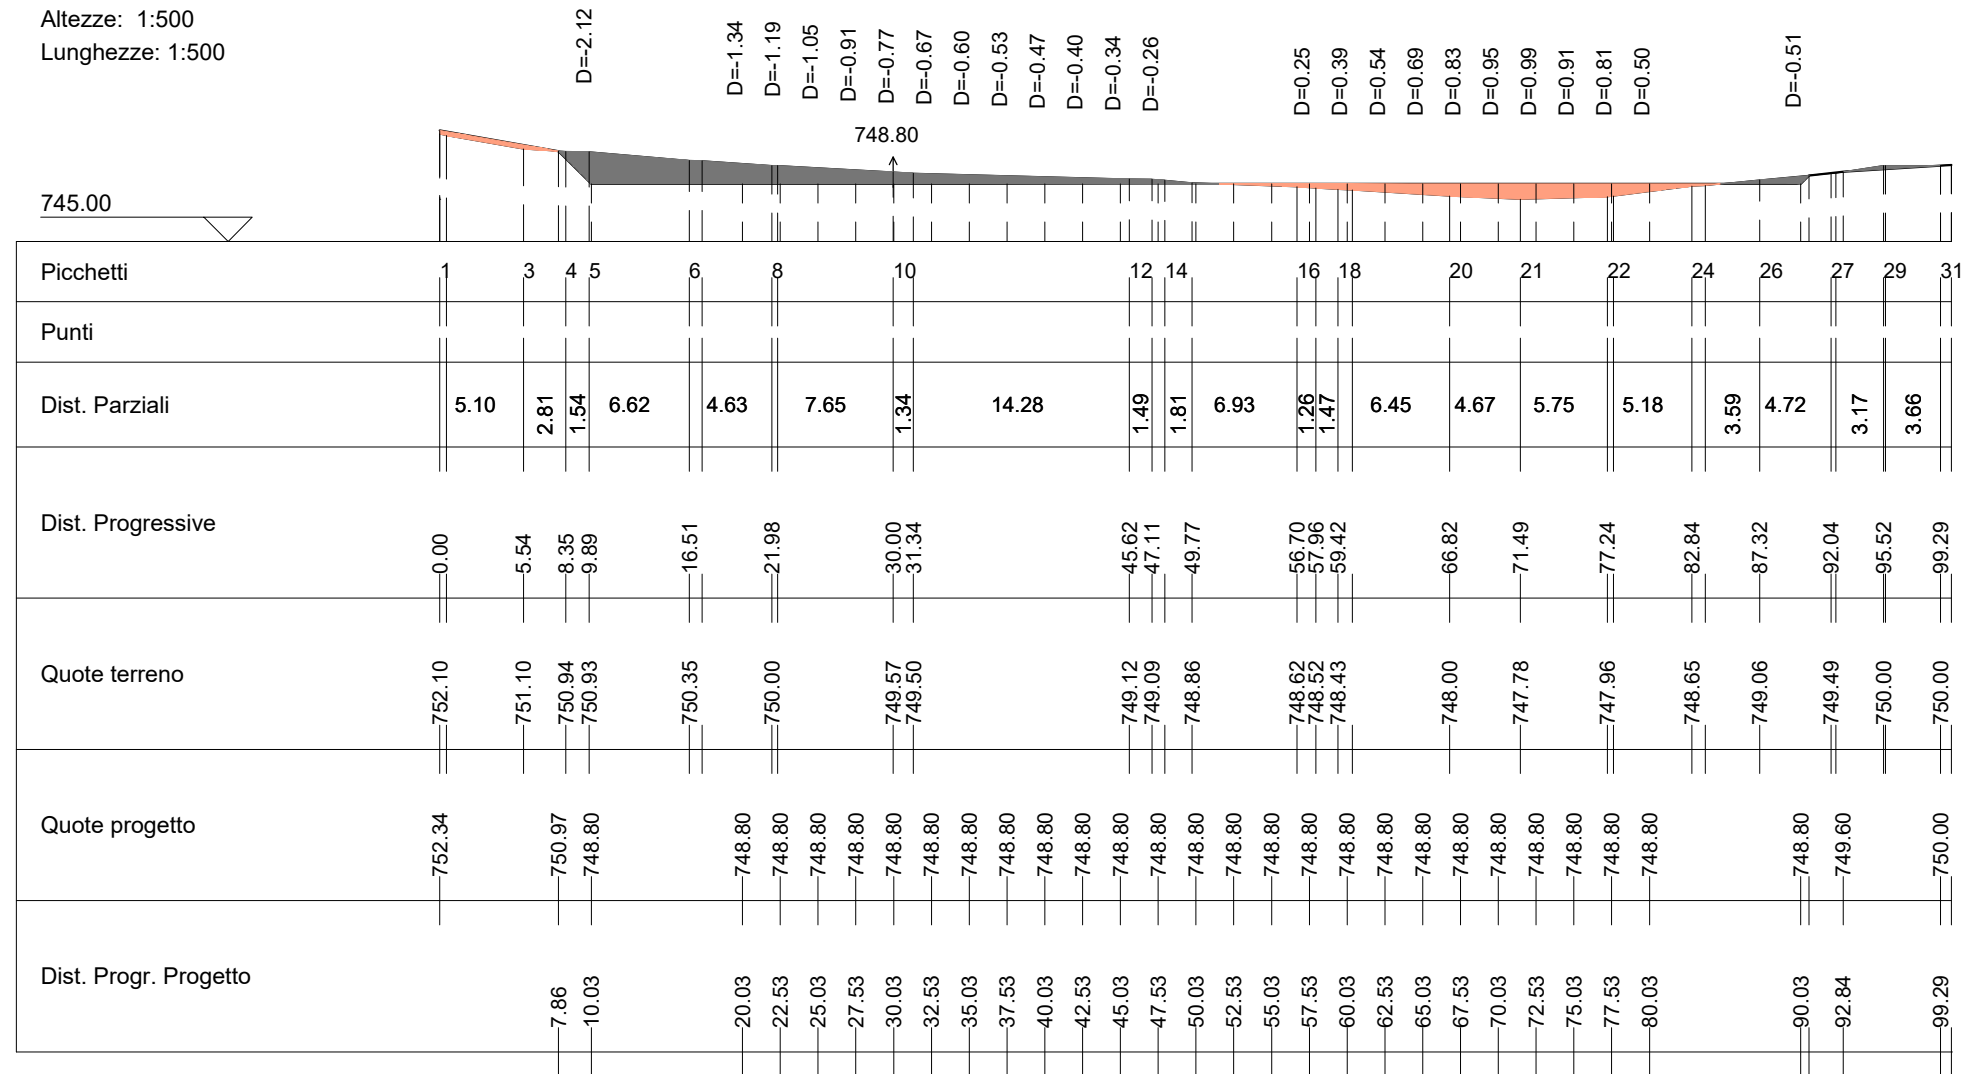 Altezze: 1:500
Lunghezze: 1:500
D=-2.12 D=-1.34 D=-1.19 D=-1.05 D=-0.91 D=-0.77 D=-0.67 D=-0.60 D=-0.53 D=-0.47 D=-0.40 D=-0.34 D=-0.26 D=0.25 D=0.39 D=0.54 D=0.69 D=0.83 D=0.95 D=0.99 D=0.91 D=0.81 D=0.50 D=-0.51
748.80
745.00
Picchetti 1 3 4 5 6 8 10 12 14 16 18 20 21 22 24 26 27 29 31
Punti
Dist. Parziali 5.10 2.81 1.54 6.62 4.63 7.65 1.34 14.28 1.49 1.81 6.93 1.26 1.47 6.45 4.67 5.75 5.18 3.59 4.72 3.17 3.66
Dist. Progressive 0.00 5.54 8.35 9.89 16.51 21.98 30.00 31.34 45.62 47.11 49.77 56.70 57.96 59.42 66.82 71.49 77.24 82.84 87.32 92.04 95.52 99.29
Quote terreno 752.10 751.10 750.94 750.93 750.35 750.00 749.57 749.50 749.12 749.09 748.86 748.62 748.52 748.43 748.00 747.78 747.96 748.65 749.06 749.49 750.00 750.00
Quote progetto 752.34 750.97 748.80 748.80 748.80 748.80 748.80 748.80 748.80 748.80 748.80 748.80 748.80 748.80 748.80 748.80 748.80 748.80 748.80 748.80 748.80 748.80 748.80 748.80 748.80 748.80 748.80 748.80 748.80 749.60 750.00
Dist. Progr. Progetto 7.86 10.03 20.03 22.53 25.03 27.53 30.03 32.53 35.03 37.53 40.03 42.53 45.03 47.53 50.03 52.53 55.03 57.53 60.03 62.53 65.03 67.53 70.03 72.53 75.03 77.53 80.03 90.03 92.84 99.29